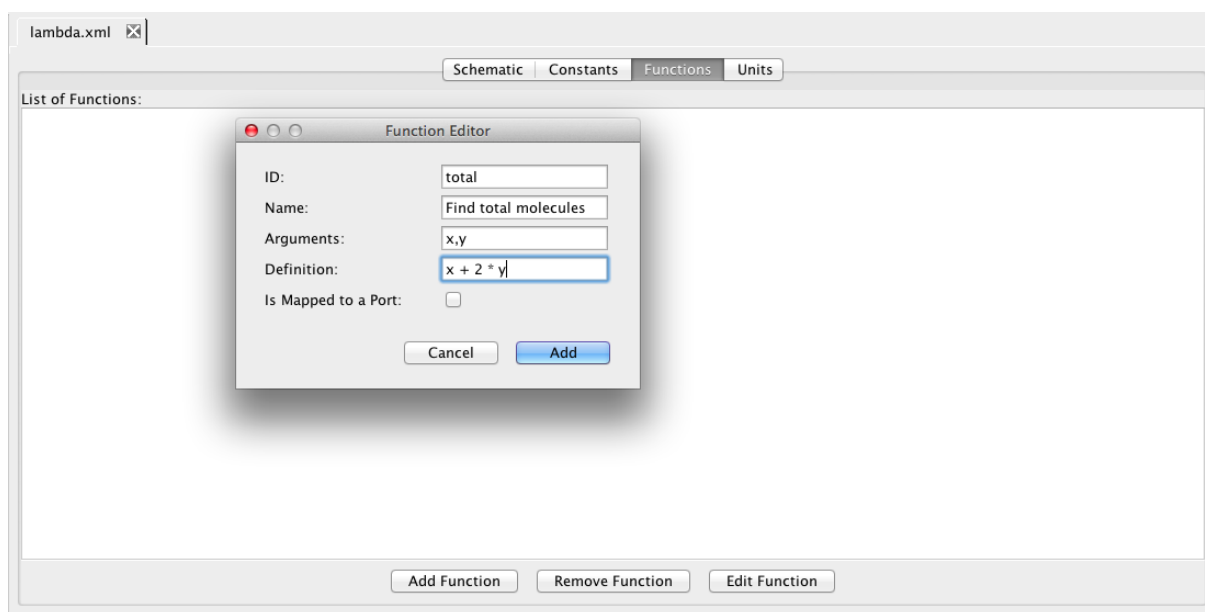 lambda.xml
Schematic Constants Functions Units
List of Functions:
Function Editor
ID: total
Name: Find total molecules
Arguments: x,y
Definition: x + 2 * y
Is Mapped to a Port:
Cancel Add
Add Function Remove Function Edit Function